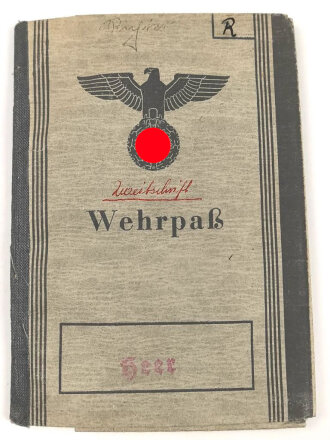 R
Zweitschrift
Wehrpaß
Heer